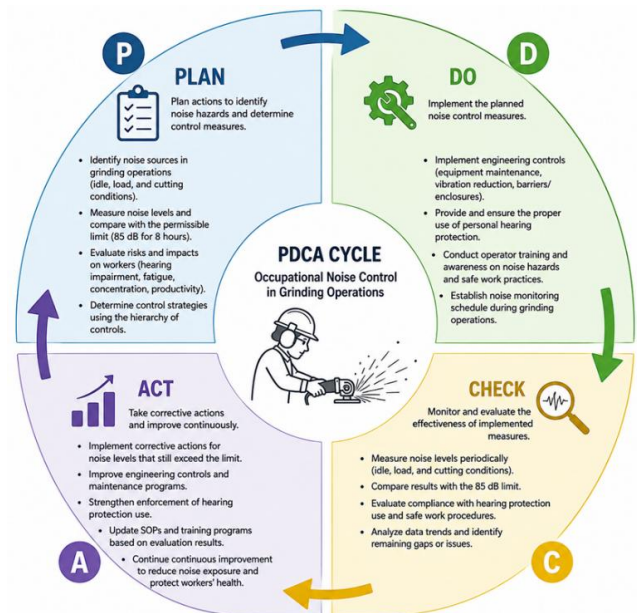 P
PLAN
Plan actions to identify
noise hazards and determine
control measures.
• Identify noise sources in
grinding operations
(idle, load, and cutting
conditions).
• Measure noise levels and
compare with the permissible
limit (85 dB for 8 hours).
• Evaluate risks and impacts
on workers (hearing
impairment, fatigue,
concentration, productivity).
• Determine control strategies
using the hierarchy of
controls.
D
DO
Implement the planned
noise control measures.
• Implement engineering controls
(equipment maintenance,
vibration reduction, barriers/
enclosures).
• Provide and ensure the proper
use of personal hearing
protection.
• Conduct operator training and
awareness on noise hazards
and safe work practices.
• Establish noise monitoring
schedule during grinding
operations.
PDCA CYCLE
Occupational Noise Control
in Grinding Operations
ACT
Take corrective actions
and improve continuously.
• Implement corrective actions for
noise levels that still exceed the limit.
• Improve engineering controls and
maintenance programs.
• Strengthen enforcement of hearing
protection use.
• Update SOPs and training programs
based on evaluation results.
• Continue continuous improvement
to reduce noise exposure and
protect workers' health.
A
CHECK
Monitor and evaluate the
effectiveness of implemented
measures.
• Measure noise levels periodically
(idle, load, and cutting conditions).
• Compare results with the 85 dB limit.
• Evaluate compliance with hearing protection
use and safe work procedures.
• Analyze data trends and identify
remaining gaps or issues.
C